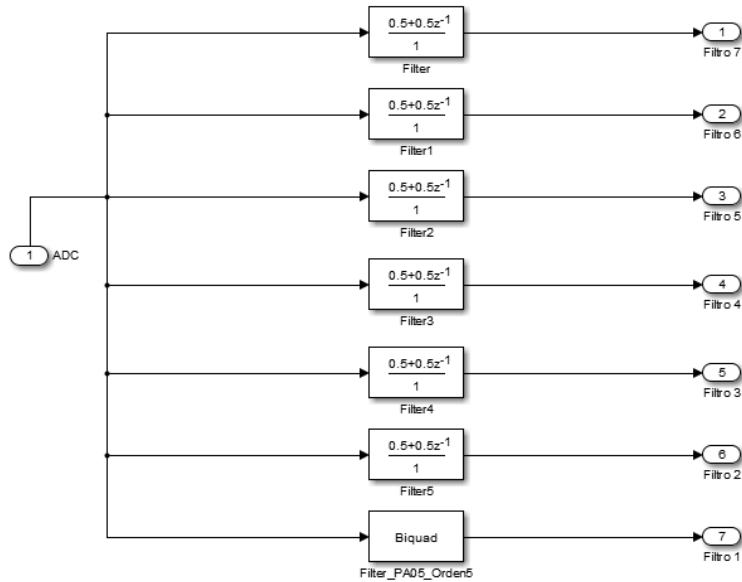 0.5+0.5z-1
1
Filter
1
Filtro 7
0.5+0.5z-1
1
Filter1
2
Filtro 6
0.5+0.5z-1
1
Filter2
3
Filtro 5
1
ADC
0.5+0.5z-1
1
Filter3
4
Filtro 4
0.5+0.5z-1
1
Filter4
5
Filtro 3
0.5+0.5z-1
1
Filter5
6
Filtro 2
Biquad
Filter_PA05_Orden5
7
Filtro 1